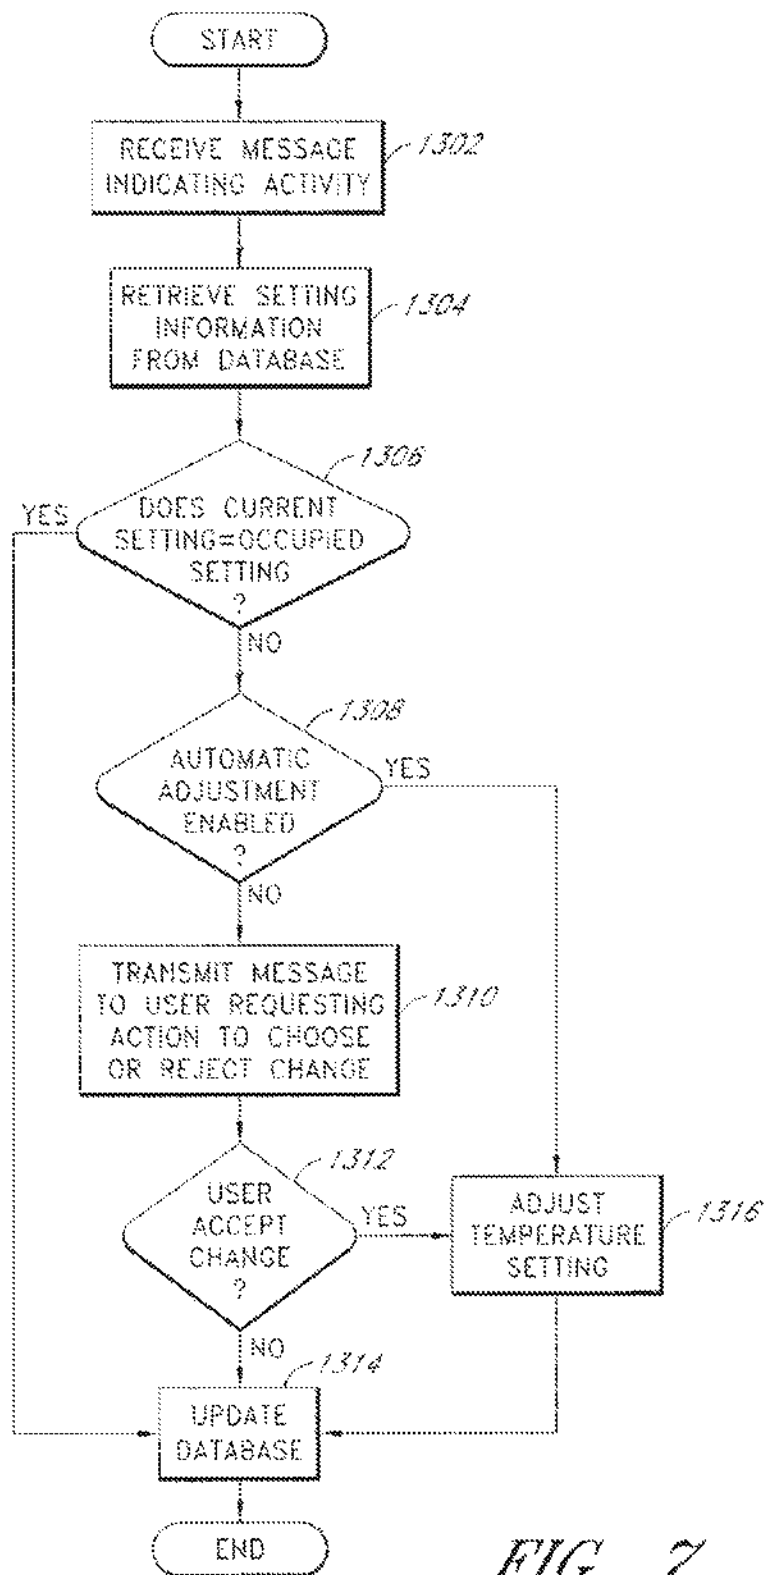 START
RECEIVE MESSAGE
INDICATING ACTIVITY
1302
RETRIEVE SETTING
INFORMATION
FROM DATABASE
1304
1306
DOES CURRENT
SETTING=OCCUPIED
SETTING
?
YES
NO
1308
AUTOMATIC
ADJUSTMENT
ENABLED
?
YES
NO
TRANSMIT MESSAGE
TO USER REQUESTING
ACTION TO CHOOSE
OR REJECT CHANGE
1310
1312
USER
ACCEPT
CHANGE
?
YES
ADJUST
TEMPERATURE
SETTING
1316
NO
1314
UPDATE
DATABASE
END
FIG. 7